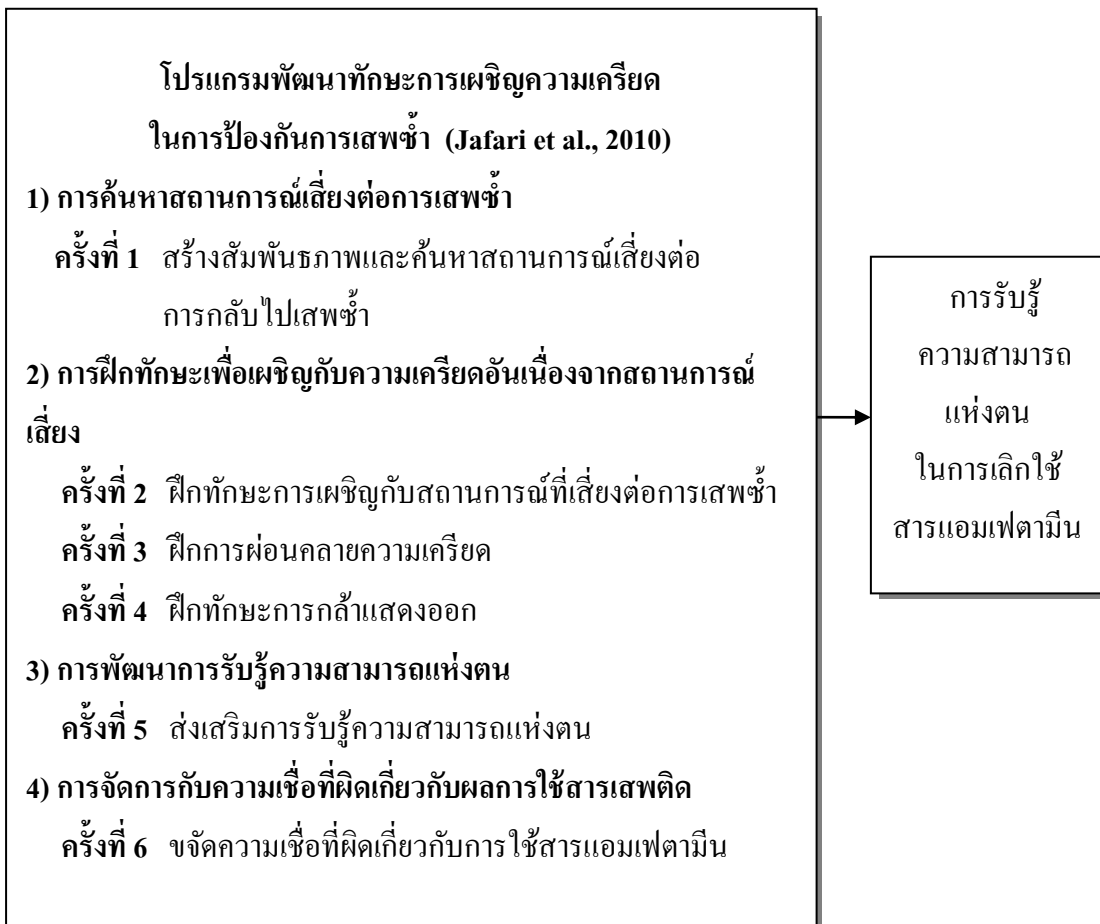 โปรแกรมพัฒนาทักษะการเผชิญความเครียด
ในการป้องกันการเสพซ้ำ (Jafari et al., 2010)
1) การค้นหาสถานการณ์เสี่ยงต่อการเสพซ้ำ
ครั้งที่ 1 สร้างสัมพันธภาพและค้นหาสถานการณ์เสี่ยงต่อ
การกลับไปเสพซ้ำ
2) การฝึกทักษะเพื่อเผชิญกับความเครียดอันเนื่องจากสถานการณ์
เสี่ยง
ครั้งที่ 2 ฝึกทักษะการเผชิญกับสถานการณ์ที่เสี่ยงต่อการเสพซ้ำ
ครั้งที่ 3 ฝึกการผ่อนคลายความเครียด
ครั้งที่ 4 ฝึกทักษะการกล้าแสดงออก
3) การพัฒนาการรับรู้ความสามารถแห่งตน
ครั้งที่ 5 ส่งเสริมการรับรู้ความสามารถแห่งตน
4) การจัดการกับความเชื่อที่ผิดเกี่ยวกับผลการใช้สารเสพติด
ครั้งที่ 6 ขจัดความเชื่อที่ผิดเกี่ยวกับการใช้สารแอมเฟตามีน
การรับรู้
ความสามารถ
แห่งตน
ในการเลิกใช้
สารแอมเฟตามีน